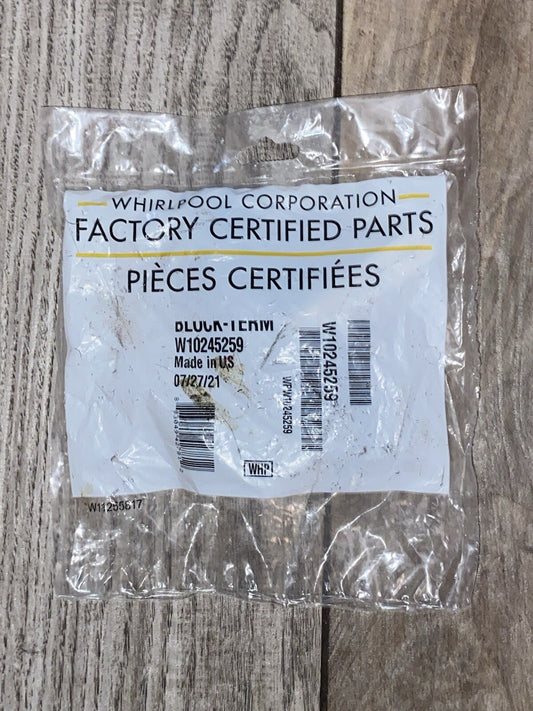 WHIRLPOOL CORPORATION
FACTORY CERTIFIED PARTS
PIÈCES CERTIFIÉES
BLOCK-TERM
W10245259
Made in US
07/27/21
W10245259
WPW10245259
WHP
W11255617